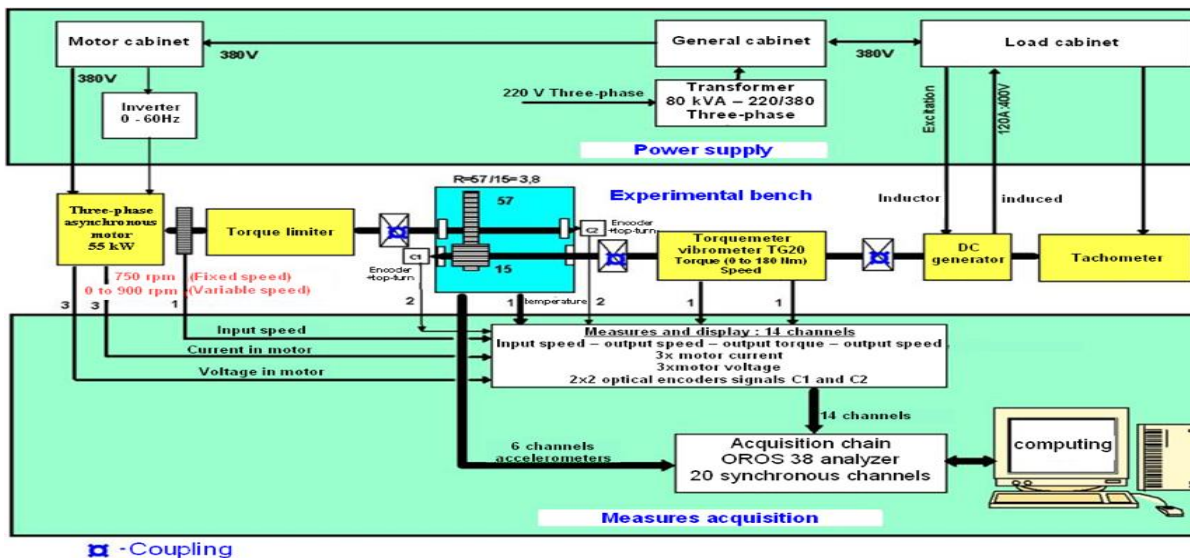 Motor cabinet
380V
General cabinet
380V
Load cabinet
380V
Inverter
0 - 60Hz
220 V Three-phase
Transformer
80 kVA – 220/380
Three-phase
Excitation
120A:400V
Power supply
R=57/15=3,8
Experimental bench
Inductor
induced
Three-phase
asynchronous
motor
55 kW
Torque limiter
57
15
C1
Encoder
+top-turn
C2
Encoder
+top-turn
Torquemeter
vibrometer TG20
Torque (0 to 180 Nm)
Speed
DC
generator
Tachometer
750 rpm (Fixed speed)
0 to 900 rpm (Variable speed)
3
3
1
2
1
temperature
2
1
1
Input speed
Current in motor
Voltage in motor
Measures and display : 14 channels
Input speed – output speed – output torque – output speed
3x motor current
3xmotor voltage
2x2 optical encoders signals C1 and C2
14 channels
6 channels
accelerometers
Acquisition chain
OROS 38 analyzer
20 synchronous channels
computing
Measures acquisition
-Coupling